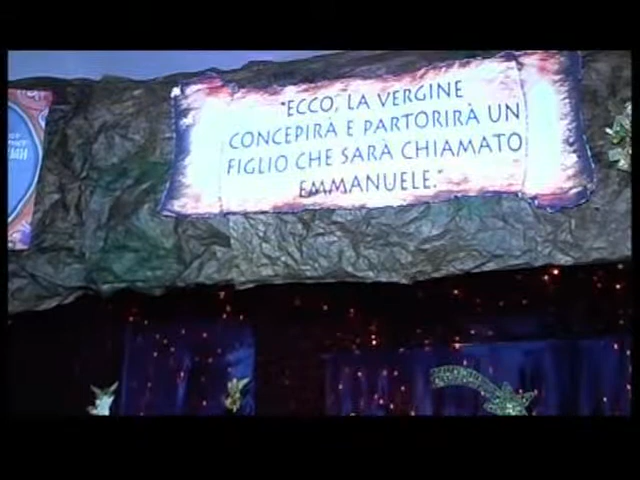 "ECCO, LA VERGINE
CONCEPIRÀ E PARTORIRÀ UN
FIGLIO CHE SARÀ CHIAMATO
EMMANUELE."